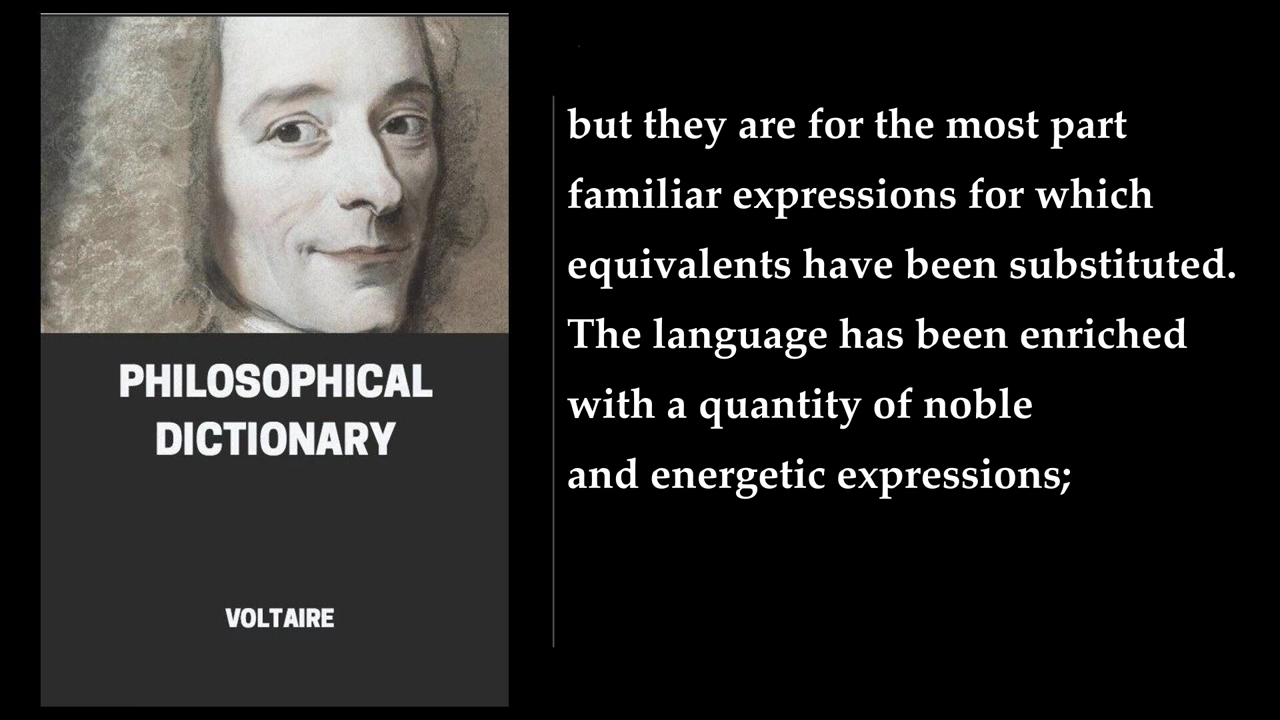 PHILOSOPHICAL
DICTIONARY
VOLTAIRE
but they are for the most part
familiar expressions for which
equivalents have been substituted.
The language has been enriched
with a quantity of noble
and energetic expressions;